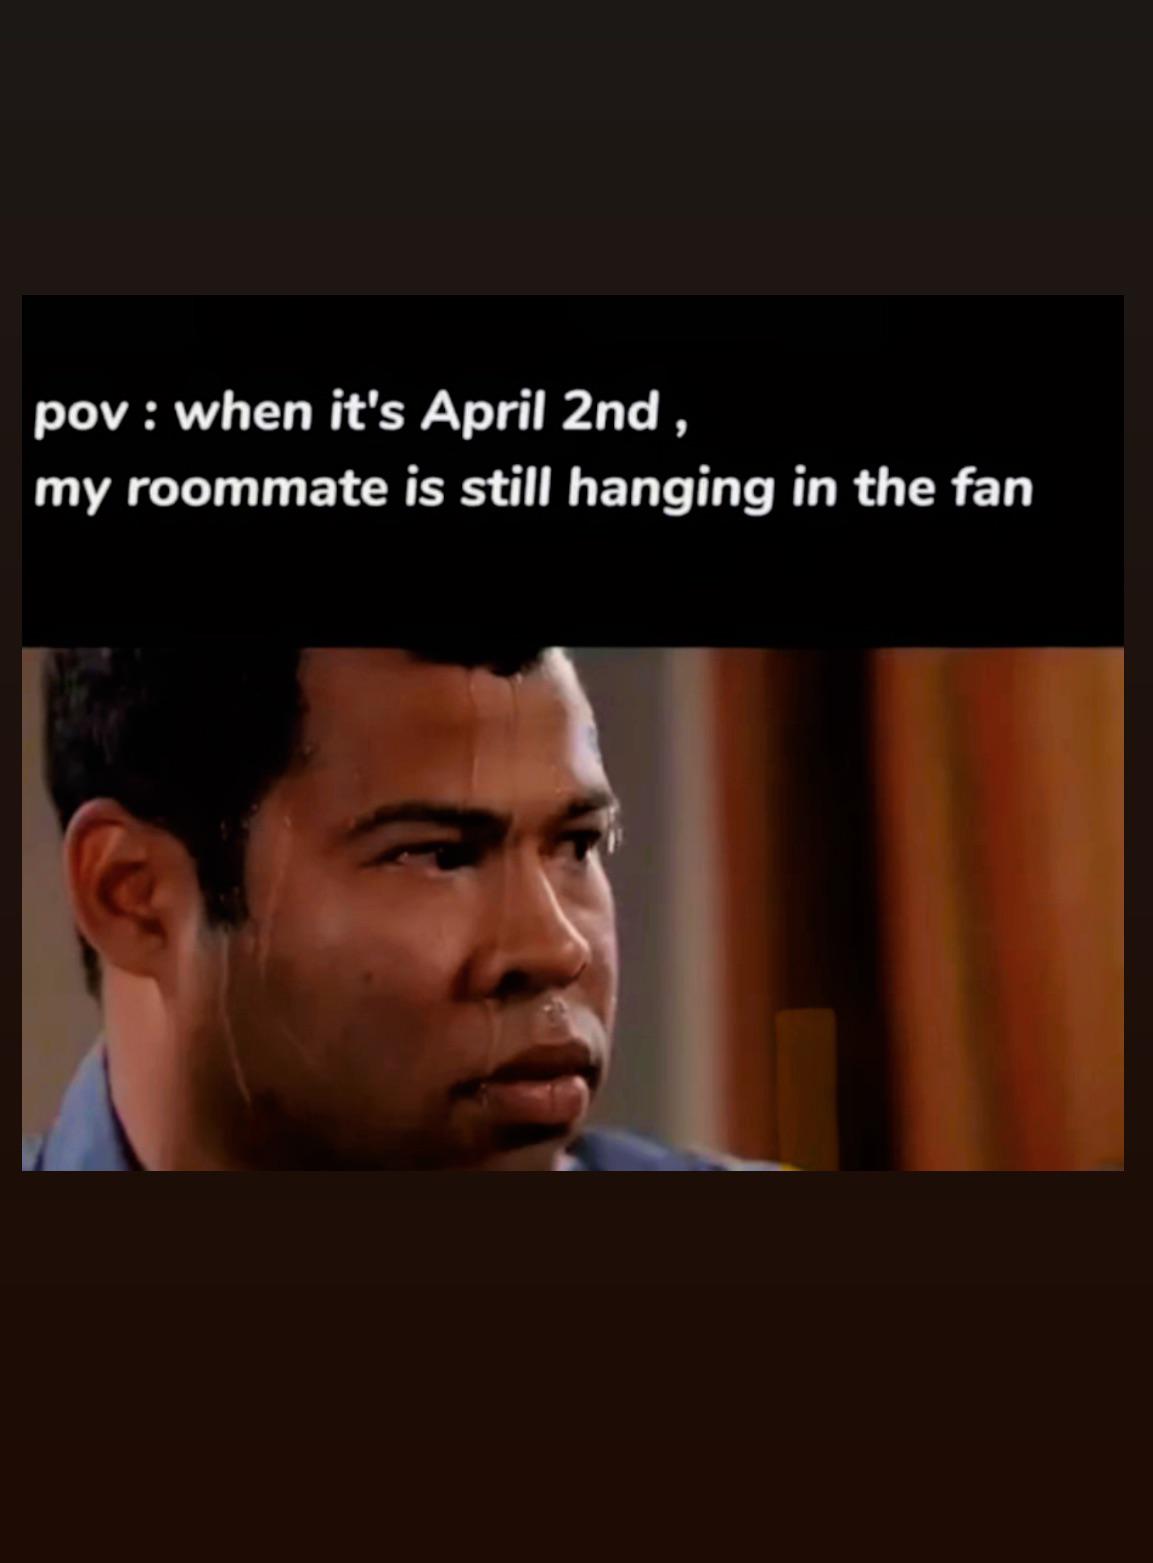 pov : when it's April 2nd ,
my roommate is still hanging in the fan